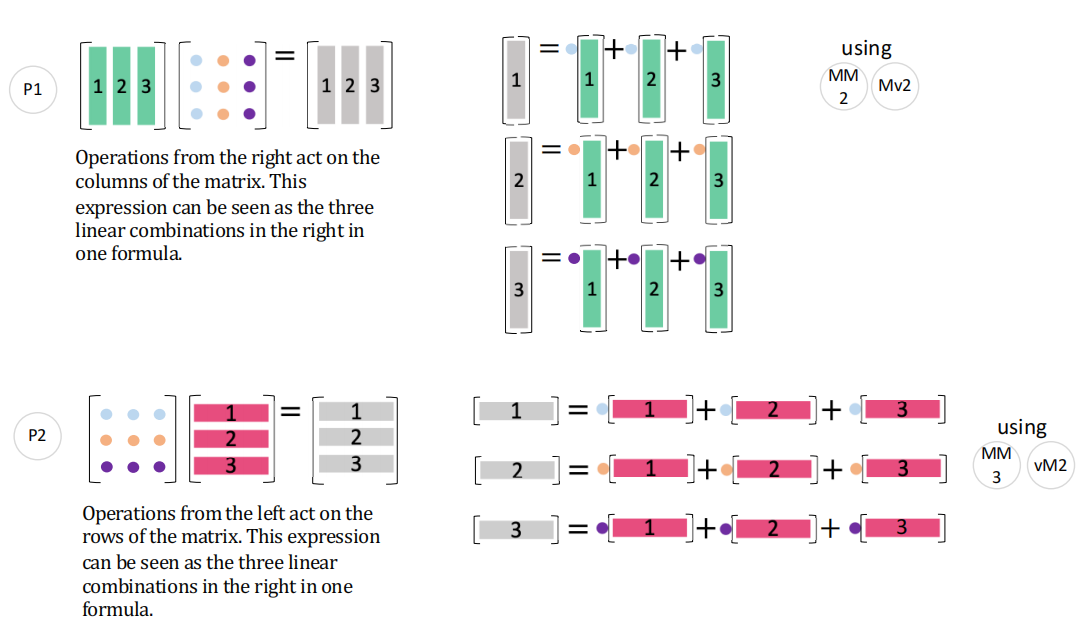 P1
1 2 3
=
1 2 3
Operations from the right act on the
columns of the matrix. This
expression can be seen as the three
linear combinations in the right in
one formula.
1 = 1 + 2 + 3
2 = 1 + 2 + 3
3 = 1 + 2 + 3
using
MM
2
Mv2
P2
1
2
3
=
1
2
3
Operations from the left act on the
rows of the matrix. This expression
can be seen as the three linear
combinations in the right in one
formula.
1 = 1 + 2 + 3
2 = 1 + 2 + 3
3 = 1 + 2 + 3
using
MM
3
vM2